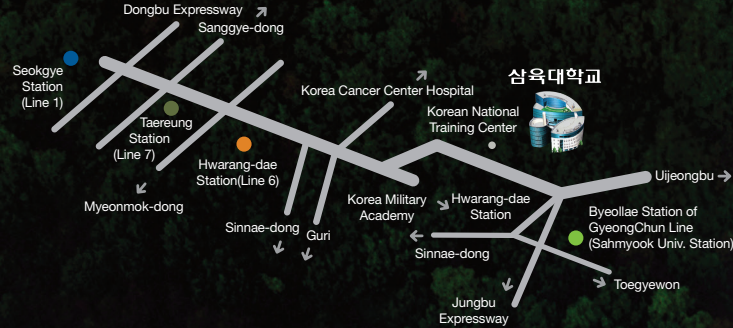 Dongbu Expressway
Sanggye-dong
Seokgye
Station
(Line 1)
Taereung
Station
(Line 7)
Hwarang-dae
Station(Line 6)
Myeonmok-dong
Korea Cancer Center Hospital
Korean National
Training Center
삼육대학교
Sinnae-dong
Guri
Korea Military
Academy
Hwarang-dae
Station
Sinnae-dong
Uijeongbu
Byeollae Station of
GyeongChun Line
(Sahmyook Univ. Station)
Toegyewon
Jungbu
Expressway